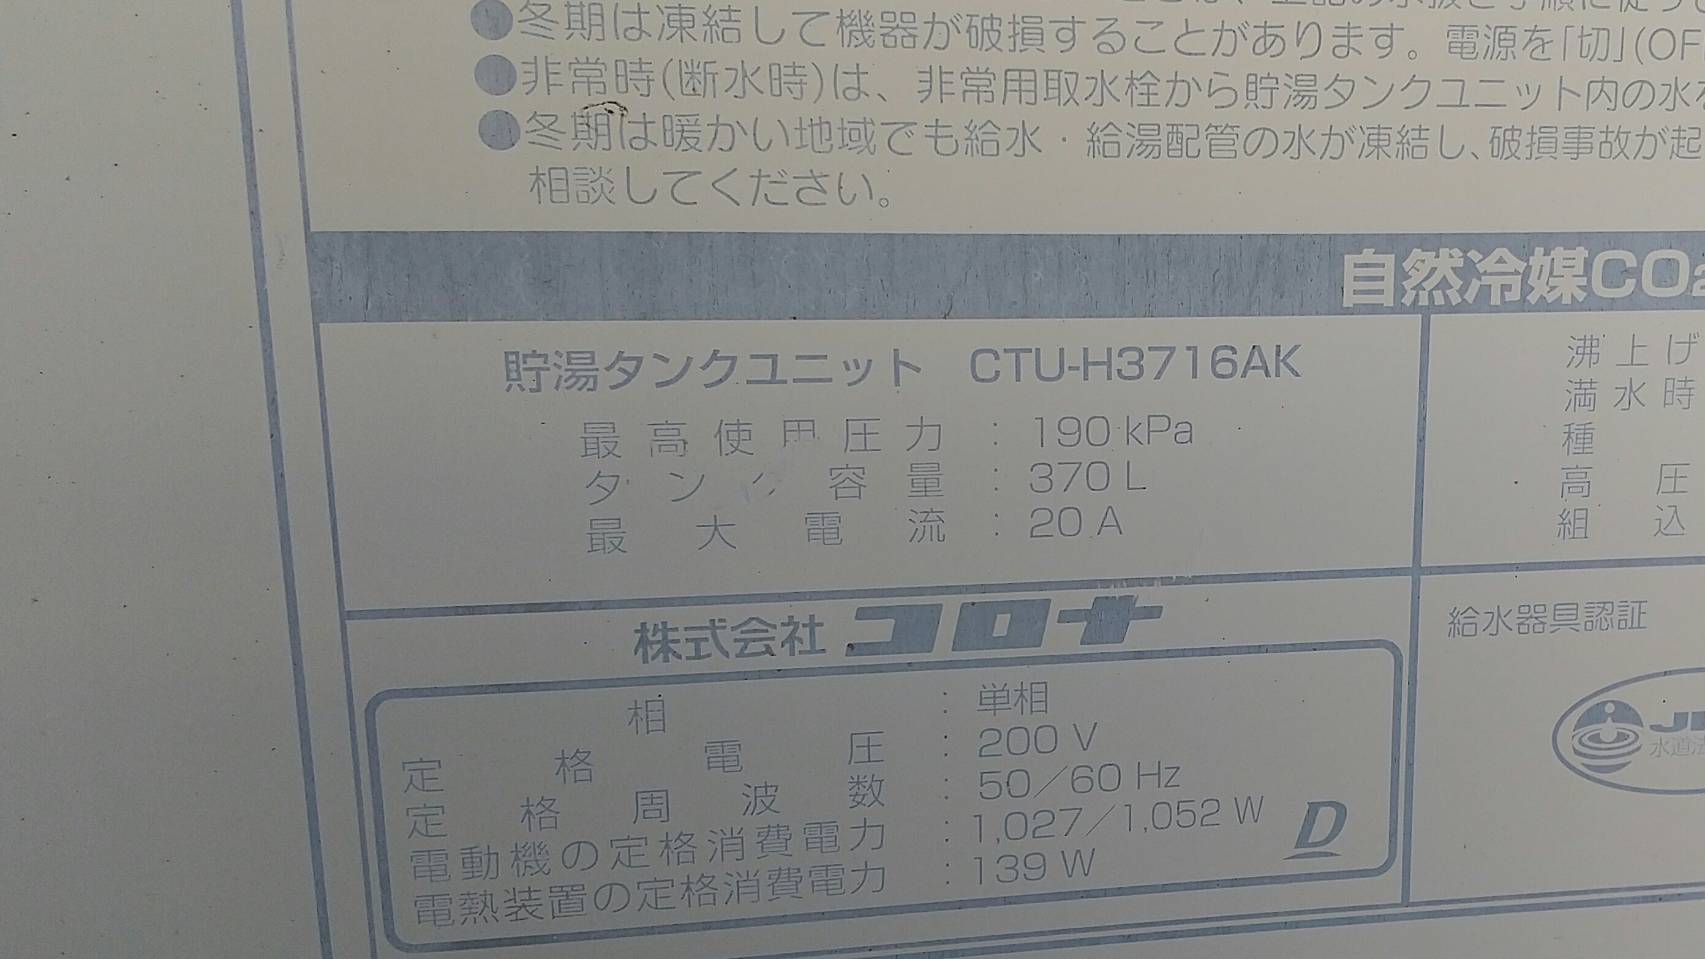 ●冬期は凍結して機器が破損することがあります。電源を「切」(OF
●非常時(断水時)は、非常用取水栓から貯湯タンクユニット内の水を
●冬期は暖かい地域でも給水・給湯配管の水が凍結し、破損事故が起
相談してください。
自然冷媒CO2
貯湯タンクユニット CTU-H3716AK
最高使用圧力 : 190 kPa
タンク容量 : 370 L
最大電流 : 20 A
沸上げ
満水時
種
高圧
組込
株式会社 コロナ
相 : 単相
定格電圧 : 200 V
定格周波数 : 50/60 Hz
電動機の定格消費電力 : 1,027/1,052 W
電熱装置の定格消費電力 : 139 W
D
給水器具認証
水道法